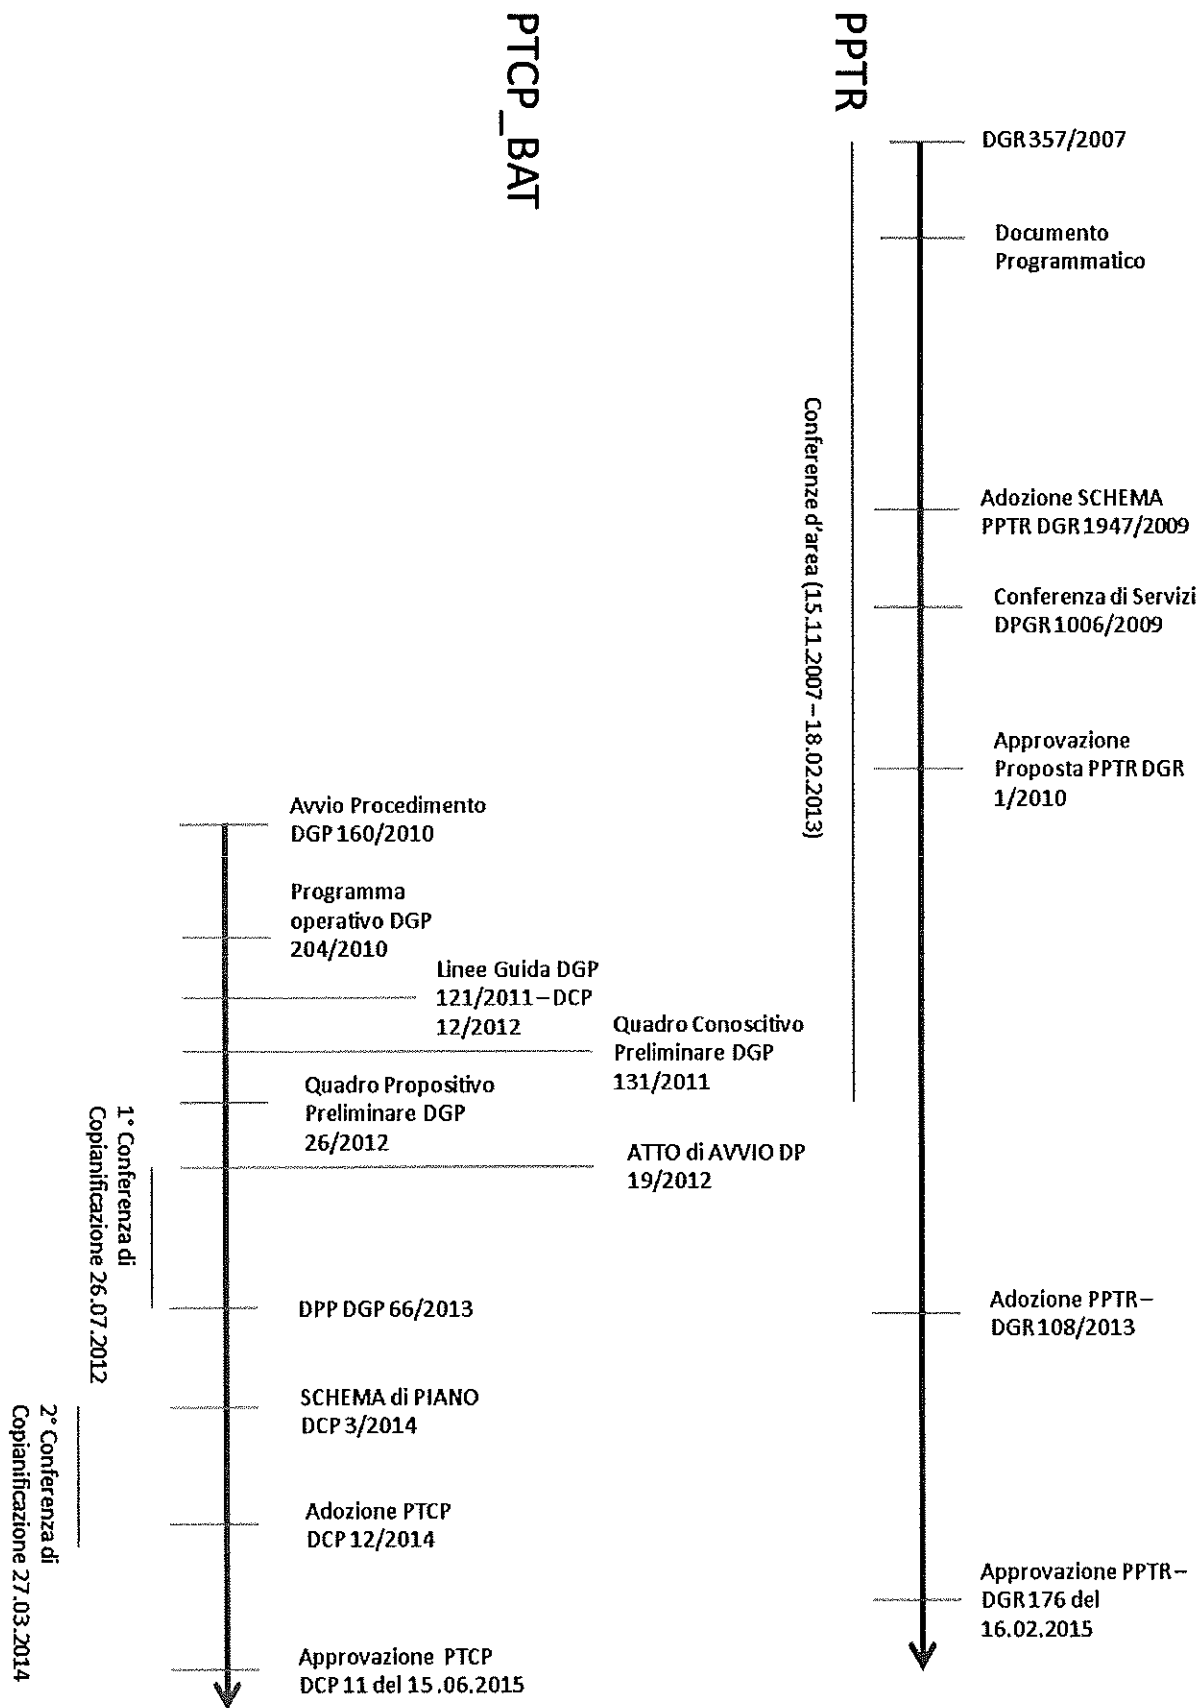 PPTR
DGR 357/2007
Documento
Programmatico
Adozione SCHEMA
PPTR DGR 1947/2009
Conferenza di Servizi
DPGR 1006/2009
Approvazione
Proposta PPTR DGR
1/2010
Adozione PPTR –
DGR 108/2013
Approvazione PPTR –
DGR 176 del
16.02.2015
Conferenze d'area (15.11.2007 – 18.02.2013)
PTCP_BAT
Avvio Procedimento
DGP 160/2010
Programma
operativo DGP
204/2010
Linee Guida DGP
121/2011 – DCP
12/2012
Quadro Conoscitivo
Preliminare DGP
131/2011
Quadro Propositivo
Preliminare DGP
26/2012
ATTO di AVVIO DP
19/2012
DPP DGP 66/2013
SCHEMA di PIANO
DCP 3/2014
Adozione PTCP
DCP 12/2014
Approvazione PTCP
DCP 11 del 15.06.2015
1° Conferenza di
Copianificazione 26.07.2012
2° Conferenza di
Copianificazione 27.03.2014